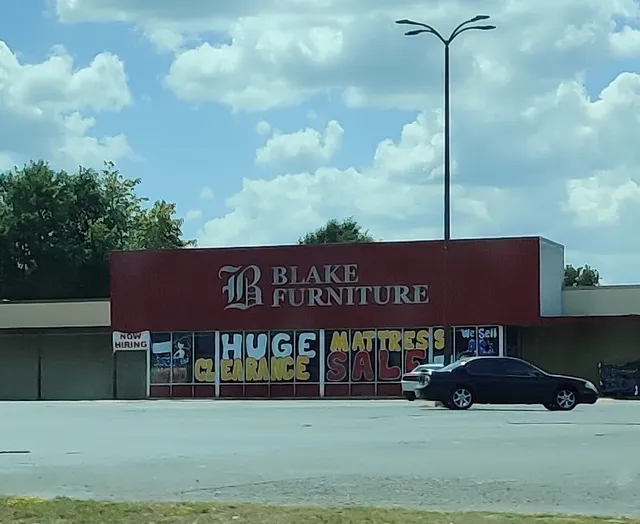 B BLAKE
FURNITURE
NOW
HIRING
HUGE
CLEARANCE
MATTRESS
SALE
We Sell